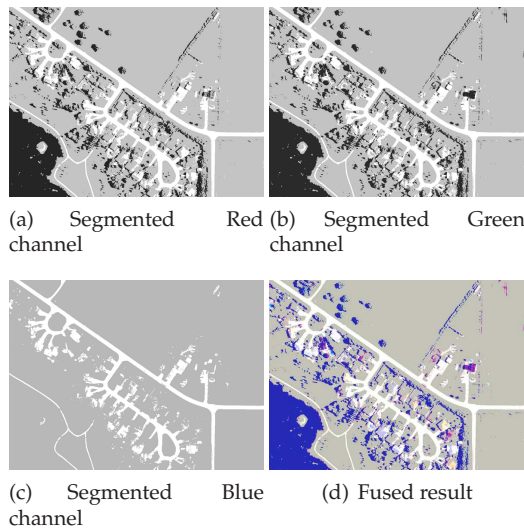 (a) Segmented Red
channel
(b) Segmented Green
channel
(c) Segmented Blue
channel
(d) Fused result